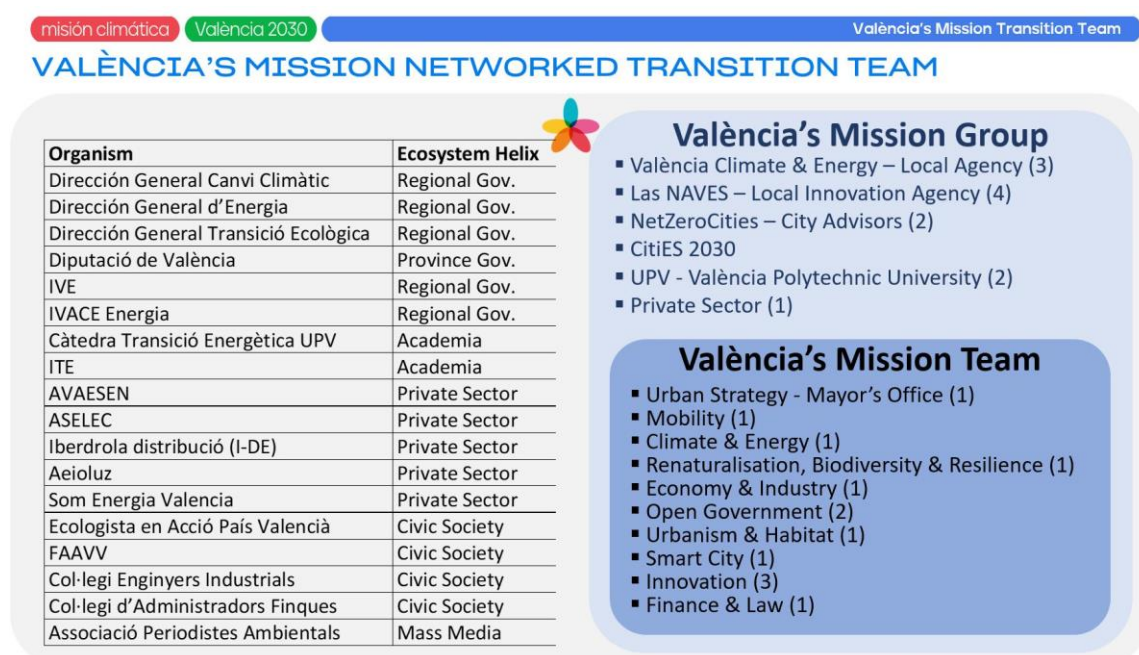 misión climática València 2030 València's Mission Transition Team
VALÈNCIA'S MISSION NETWORKED TRANSITION TEAM
Organism Ecosystem Helix
Dirección General Canvi Climàtic Regional Gov.
Dirección General d'Energia Regional Gov.
Dirección General Transició Ecològica Regional Gov.
Diputació de València Province Gov.
IVE Regional Gov.
IVACE Energia Regional Gov.
Càtedra Transició Energètica UPV Academia
ITE Academia
AVAESEN Private Sector
ASELEC Private Sector
Iberdrola distribució (I-DE) Private Sector
Aeioluz Private Sector
Som Energia Valencia Private Sector
Ecologista en Acció País Valencià Civic Society
FAAVV Civic Society
Col·legi Enginyers Industrials Civic Society
Col·legi d'Administradors Finques Civic Society
Associació Periodistes Ambientals Mass Media
València's Mission Group
▪ València Climate & Energy – Local Agency (3)
▪ Las NAVES – Local Innovation Agency (4)
▪ NetZeroCities – City Advisors (2)
▪ CitiES 2030
▪ UPV - València Polytechnic University (2)
▪ Private Sector (1)
València's Mission Team
▪ Urban Strategy - Mayor's Office (1)
▪ Mobility (1)
▪ Climate & Energy (1)
▪ Renaturalisation, Biodiversity & Resilience (1)
▪ Economy & Industry (1)
▪ Open Government (2)
▪ Urbanism & Habitat (1)
▪ Smart City (1)
▪ Innovation (3)
▪ Finance & Law (1)